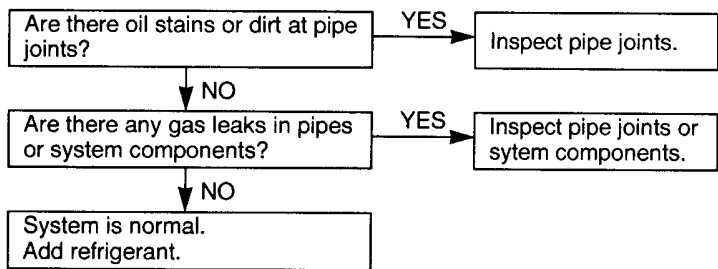 Are there oil stains or dirt at pipe
joints?
YES
Inspect pipe joints.
NO
Are there any gas leaks in pipes
or system components?
YES
Inspect pipe joints or
sytem components.
NO
System is normal.
Add refrigerant.